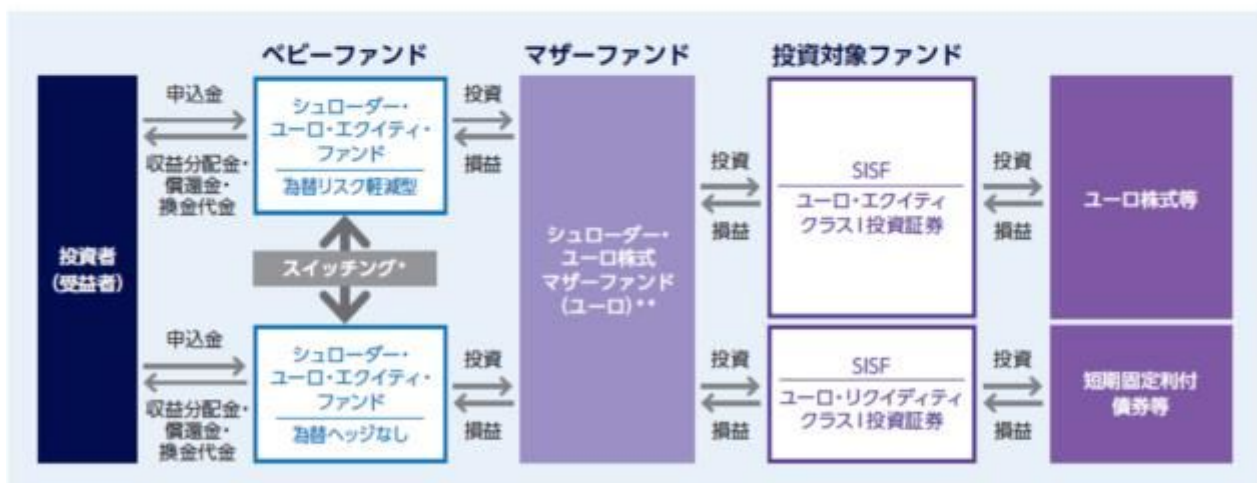 ベビーファンド
マザーファンド
投資対象ファンド
投資者
(受益者)
申込金
収益分配金・
償還金・
換金代金
シュローダー・
ユーロ・エクイティ・
ファンド
為替リスク軽減型
投資
損益
スイッチング*
申込金
収益分配金・
償還金・
換金代金
シュローダー・
ユーロ・エクイティ・
ファンド
為替ヘッジなし
投資
損益
シュローダー・
ユーロ株式
マザーファンド
(ユーロ)**
投資
損益
SISF
ユーロ・エクイティ
クラスI投資証券
投資
損益
ユーロ株式等
投資
損益
SISF
ユーロ・リクイディティ
クラスI投資証券
投資
損益
短期固定利付
債券等